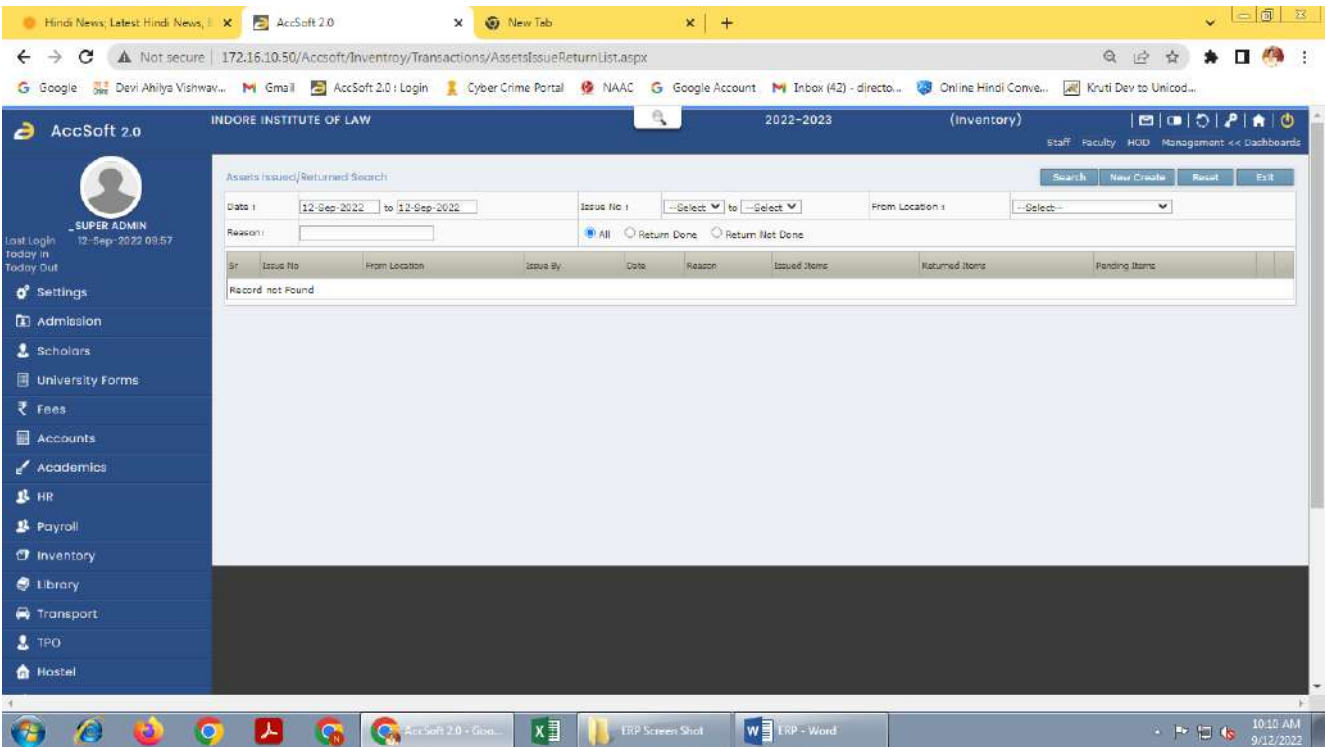 Hindi News; Latest Hindi News,
AccSoft 2.0
New Tab
Not secure | 172.16.10.50/Accsoft/Inventroy/Transactions/AssetsIssueReturnList.aspx
Google Devi Ahilya Vishwav... Gmail AccSoft 2.0 : Login Cyber Crime Portal NAAC Google Account Inbox (42) - directo... Online Hindi Conve... Kruti Dev to Unicod...
AccSoft 2.0
INDORE INSTITUTE OF LAW 2022-2023 (Inventory)
Staff Faculty HOD Management << Dashboards
Assets Issued/Returned Search
Search New Create Reset Exit
Date : 12-Sep-2022 to 12-Sep-2022 Issue No : --Select to --Select From Location : --Select--
Reason : All Return Done Return Not Done
Sr Issue No From Location Issue By Date Reason Issued Items Returned Items Pending Items
Record not Found
_SUPER ADMIN
Last Login 12-Sep-2022 09:57
Today In
Today Out
Settings
Admission
Scholars
University Forms
Fees
Accounts
Academics
HR
Payroll
Inventory
Library
Transport
TPO
Hostel
AccSoft 2.0 - Goo...
ERP Screen Shot
ERP - Word
10:10 AM
9/12/2022